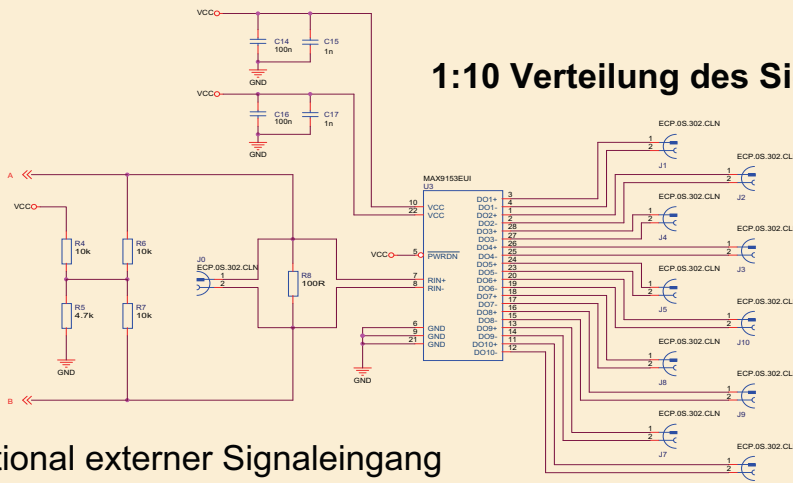 VCC
C14
100n
C15
1n
GND
VCC
C16
100n
C17
1n
GND
1:10 Verteilung des Si
A
VCC
R4
10k
R6
10k
R5
4.7k
R7
10k
GND
B
J0
ECP.0S.302.CLN
1
2
R8
100R
VCC
MAX9153EUI
U3
10 VCC
22 VCC
5 PWRDN
7 RIN+
8 RIN-
6 GND
9 GND
21 GND
GND
DO1+ 3
DO1- 4
DO2+ 1
DO2- 2
DO3+ 28
DO3- 27
DO4+ 26
DO4- 25
DO5+ 24
DO5- 23
DO6+ 20
DO6- 19
DO7+ 18
DO7- 17
DO8+ 16
DO8- 15
DO9+ 13
DO9- 14
DO10+ 11
DO10- 12
ECP.0S.302.CLN
1
2
J1
ECP.0S.302.CL
1
2
J2
ECP.0S.302.CLN
1
2
J4
ECP.0S.302.CL
1
2
J3
ECP.0S.302.CLN
1
2
J5
ECP.0S.302.CL
1
2
J10
ECP.0S.302.CLN
1
2
J8
ECP.0S.302.CL
1
2
J9
ECP.0S.302.CLN
1
2
J7
ECP.0S.302.CL
1
2
tional externer Signaleingang